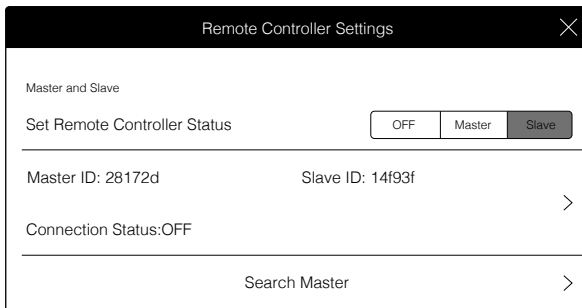 Remote Controller Settings
Master and Slave
Set Remote Controller Status OFF Master Slave
Master ID: 28172d Slave ID: 14f93f
Connection Status:OFF
Search Master